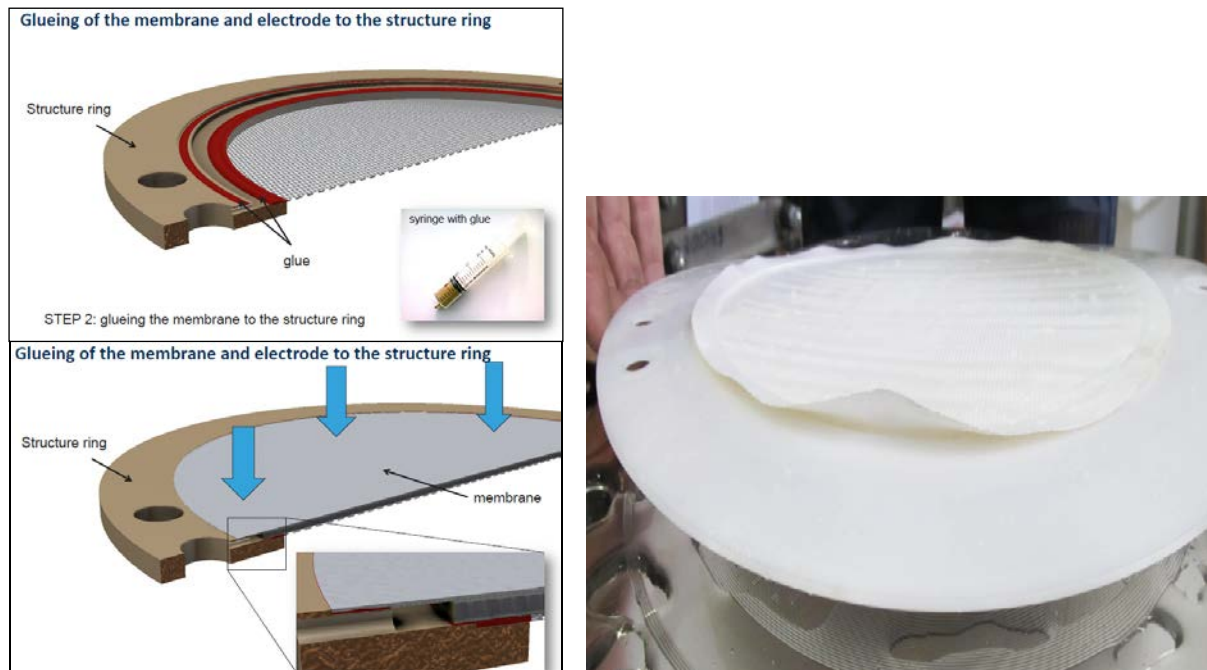 Glueing of the membrane and electrode to the structure ring
Structure ring
syringe with glue
glue
STEP 2: glueing the membrane to the structure ring
Glueing of the membrane and electrode to the structure ring
Structure ring
membrane